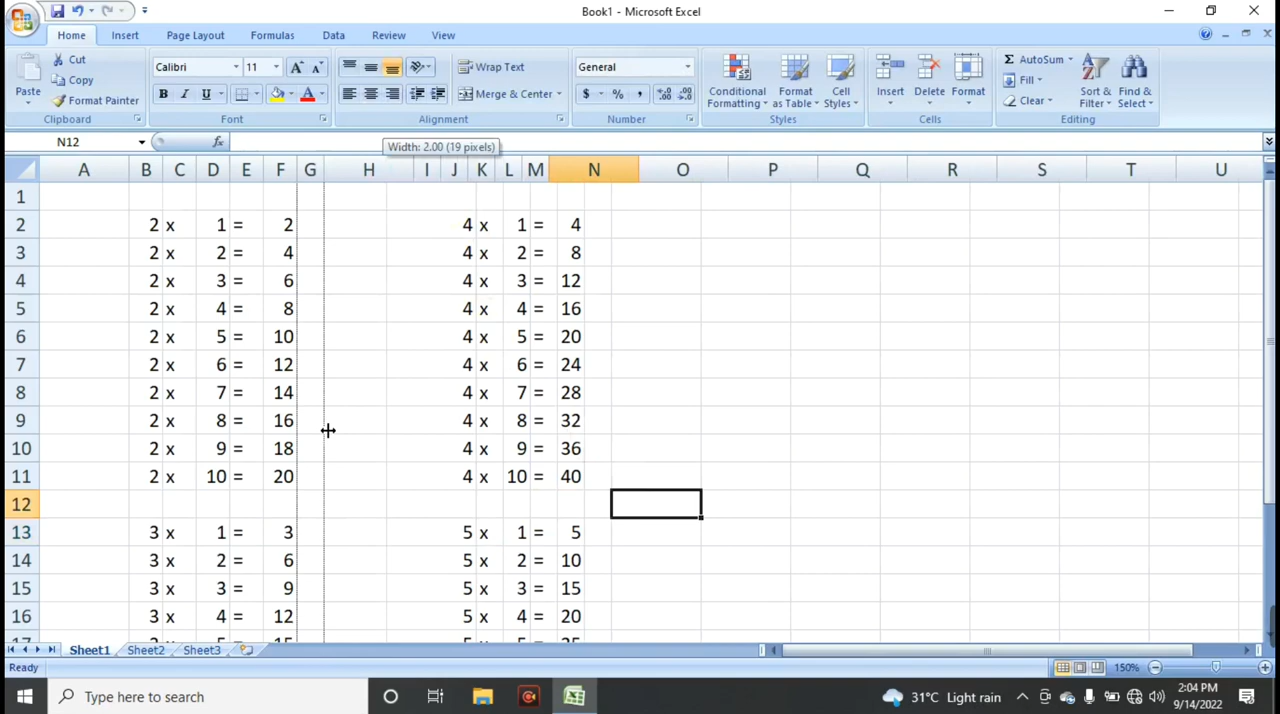 Book1 - Microsoft Excel
Home Insert Page Layout Formulas Data Review View
Paste Cut Copy Format Painter Clipboard
Calibri 11 B I U Font
Wrap Text Merge & Center Alignment
General $ % , Number
Conditional Formatting Format as Table Cell Styles Styles
Insert Delete Format Cells
Σ AutoSum Fill Clear Sort & Filter Find & Select Editing
N12 fx Width: 2.00 (19 pixels)
A B C D E F G H I J K L M N O P Q R S T U
1
2 2 x 1 = 2 4 x 1 = 4
3 2 x 2 = 4 4 x 2 = 8
4 2 x 3 = 6 4 x 3 = 12
5 2 x 4 = 8 4 x 4 = 16
6 2 x 5 = 10 4 x 5 = 20
7 2 x 6 = 12 4 x 6 = 24
8 2 x 7 = 14 4 x 7 = 28
9 2 x 8 = 16 4 x 8 = 32
10 2 x 9 = 18 4 x 9 = 36
11 2 x 10 = 20 4 x 10 = 40
12
13 3 x 1 = 3 5 x 1 = 5
14 3 x 2 = 6 5 x 2 = 10
15 3 x 3 = 9 5 x 3 = 15
16 3 x 4 = 12 5 x 4 = 20
Sheet1 Sheet2 Sheet3
Ready 150%
Type here to search 31°C Light rain 2:04 PM
9/14/2022